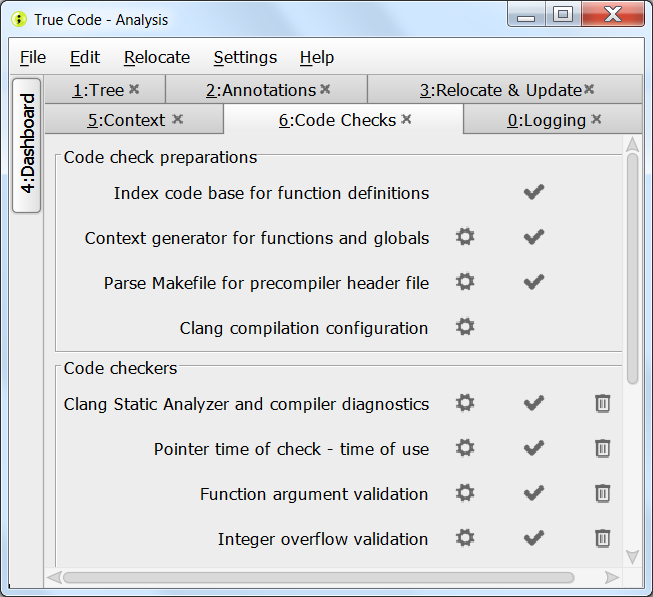 True Code - Analysis
File Edit Relocate Settings Help
1:Tree 2:Annotations 3:Relocate & Update
5:Context 6:Code Checks 0:Logging
4:Dashboard
Code check preparations
Index code base for function definitions
Context generator for functions and globals
Parse Makefile for precompiler header file
Clang compilation configuration
Code checkers
Clang Static Analyzer and compiler diagnostics
Pointer time of check - time of use
Function argument validation
Integer overflow validation